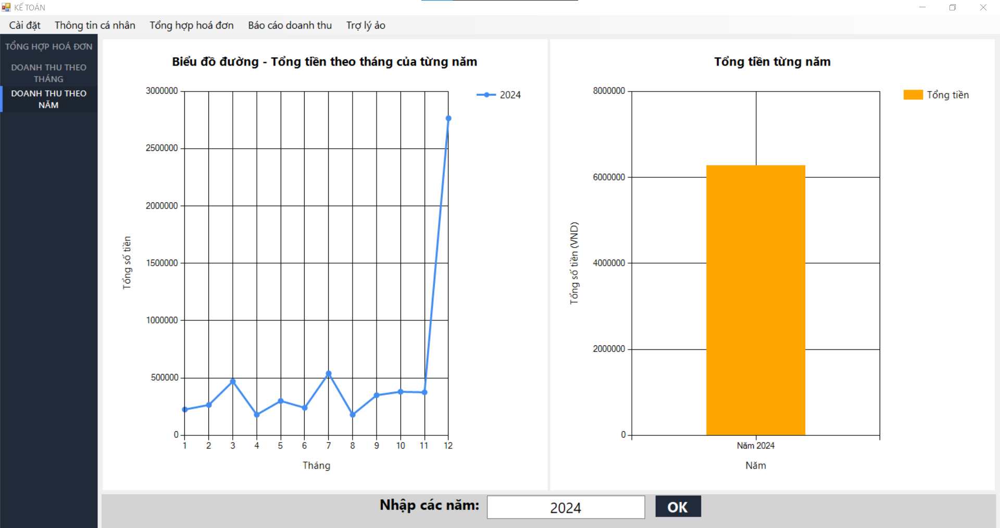 KẾ TOÁN
Cài đặt Thông tin cá nhân Tổng hợp hoá đơn Báo cáo doanh thu Trợ lý ảo
TỔNG HỢP HOÁ ĐƠN
DOANH THU THEO
THÁNG
DOANH THU THEO
NĂM
Biểu đồ đường - Tổng tiền theo tháng của từng năm
2024
Tổng số tiền
3000000
2500000
2000000
1500000
1000000
500000
0
1 2 3 4 5 6 7 8 9 10 11 12
Tháng
Tổng tiền từng năm
Tổng tiền
Tổng số tiền (VND)
8000000
6000000
4000000
2000000
0
Năm 2024
Năm
Nhập các năm: 2024 OK